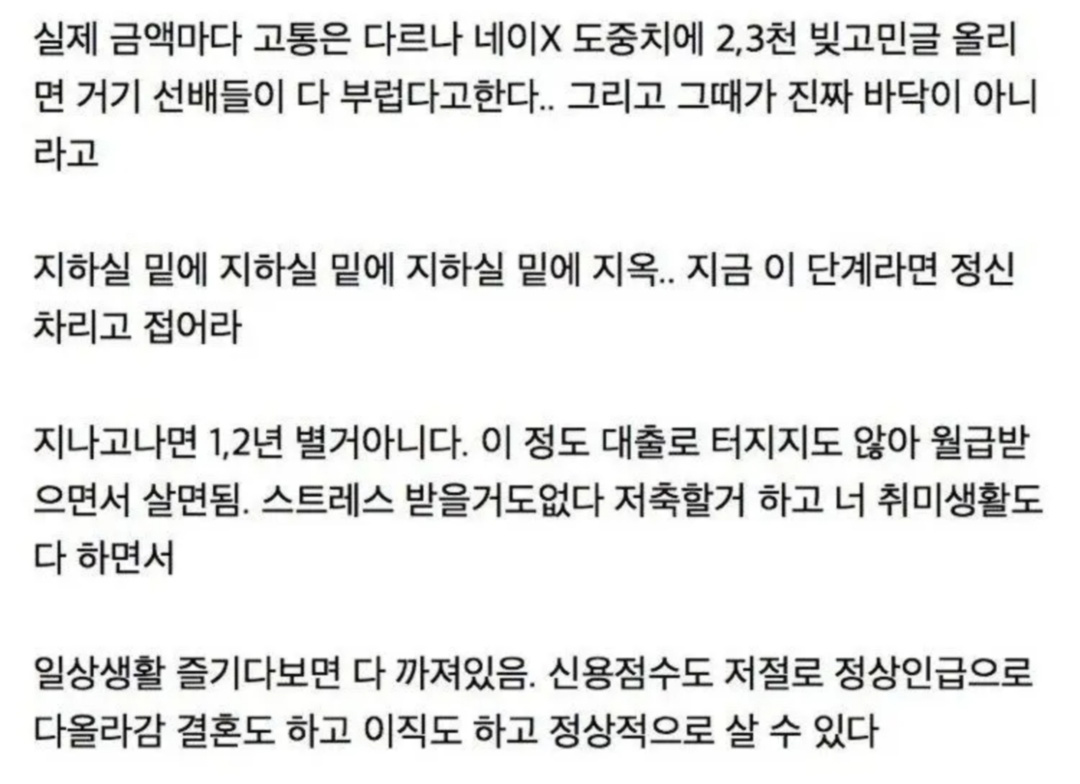 실제 금액마다 고통은 다르나 네이X 도중치에 2,3천 빚고민글 올리
면 거기 선배들이 다 부럽다고한다.. 그리고 그때가 진짜 바닥이 아니
라고
지하실 밑에 지하실 밑에 지하실 밑에 지옥.. 지금 이 단계라면 정신
차리고 접어라
지나고나면 1,2년 별거아니다. 이 정도 대출로 터지지도 않아 월급받
으면서 살면됨. 스트레스 받을거도없다 저축할거 하고 너 취미생활도
다 하면서
일상생활 즐기다보면 다 까져있음. 신용점수도 저절로 정상인급으로
다올라감 결혼도 하고 이직도 하고 정상적으로 살 수 있다